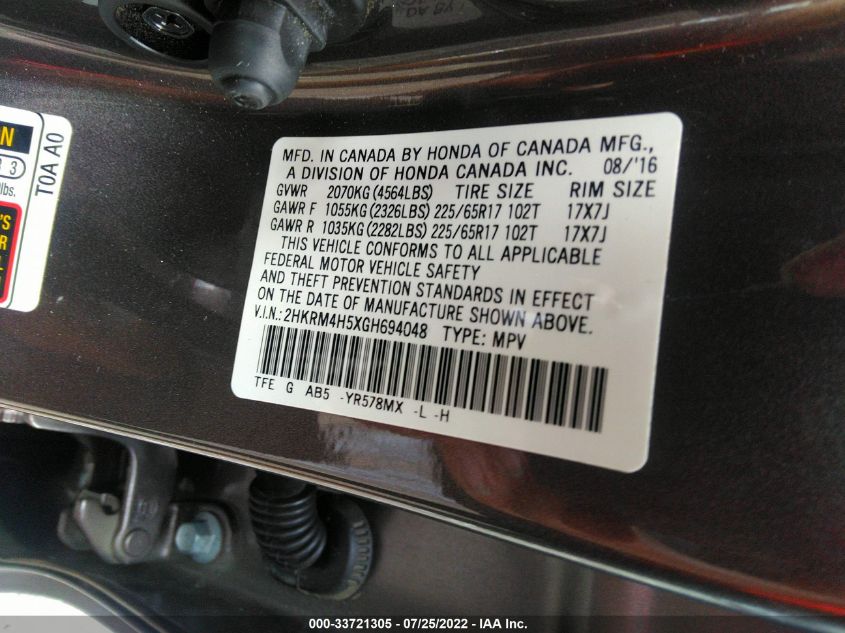 MFD. IN CANADA BY HONDA OF CANADA MFG.,
A DIVISION OF HONDA CANADA INC. 08/'16
GVWR 2070KG (4564LBS) TIRE SIZE RIM SIZE
GAWR F 1055KG (2326LBS) 225/65R17 102T 17X7J
GAWR R 1035KG (2282LBS) 225/65R17 102T 17X7J
THIS VEHICLE CONFORMS TO ALL APPLICABLE
FEDERAL MOTOR VEHICLE SAFETY
AND THEFT PREVENTION STANDARDS IN EFFECT
ON THE DATE OF MANUFACTURE SHOWN ABOVE.
V.I.N.: 2HKRM4H5XGH694048 TYPE: MPV
TFE G AB5 -YR578MX -L -H
T0A A0
3
lbs.
000-33721305 - 07/25/2022 - IAA Inc.